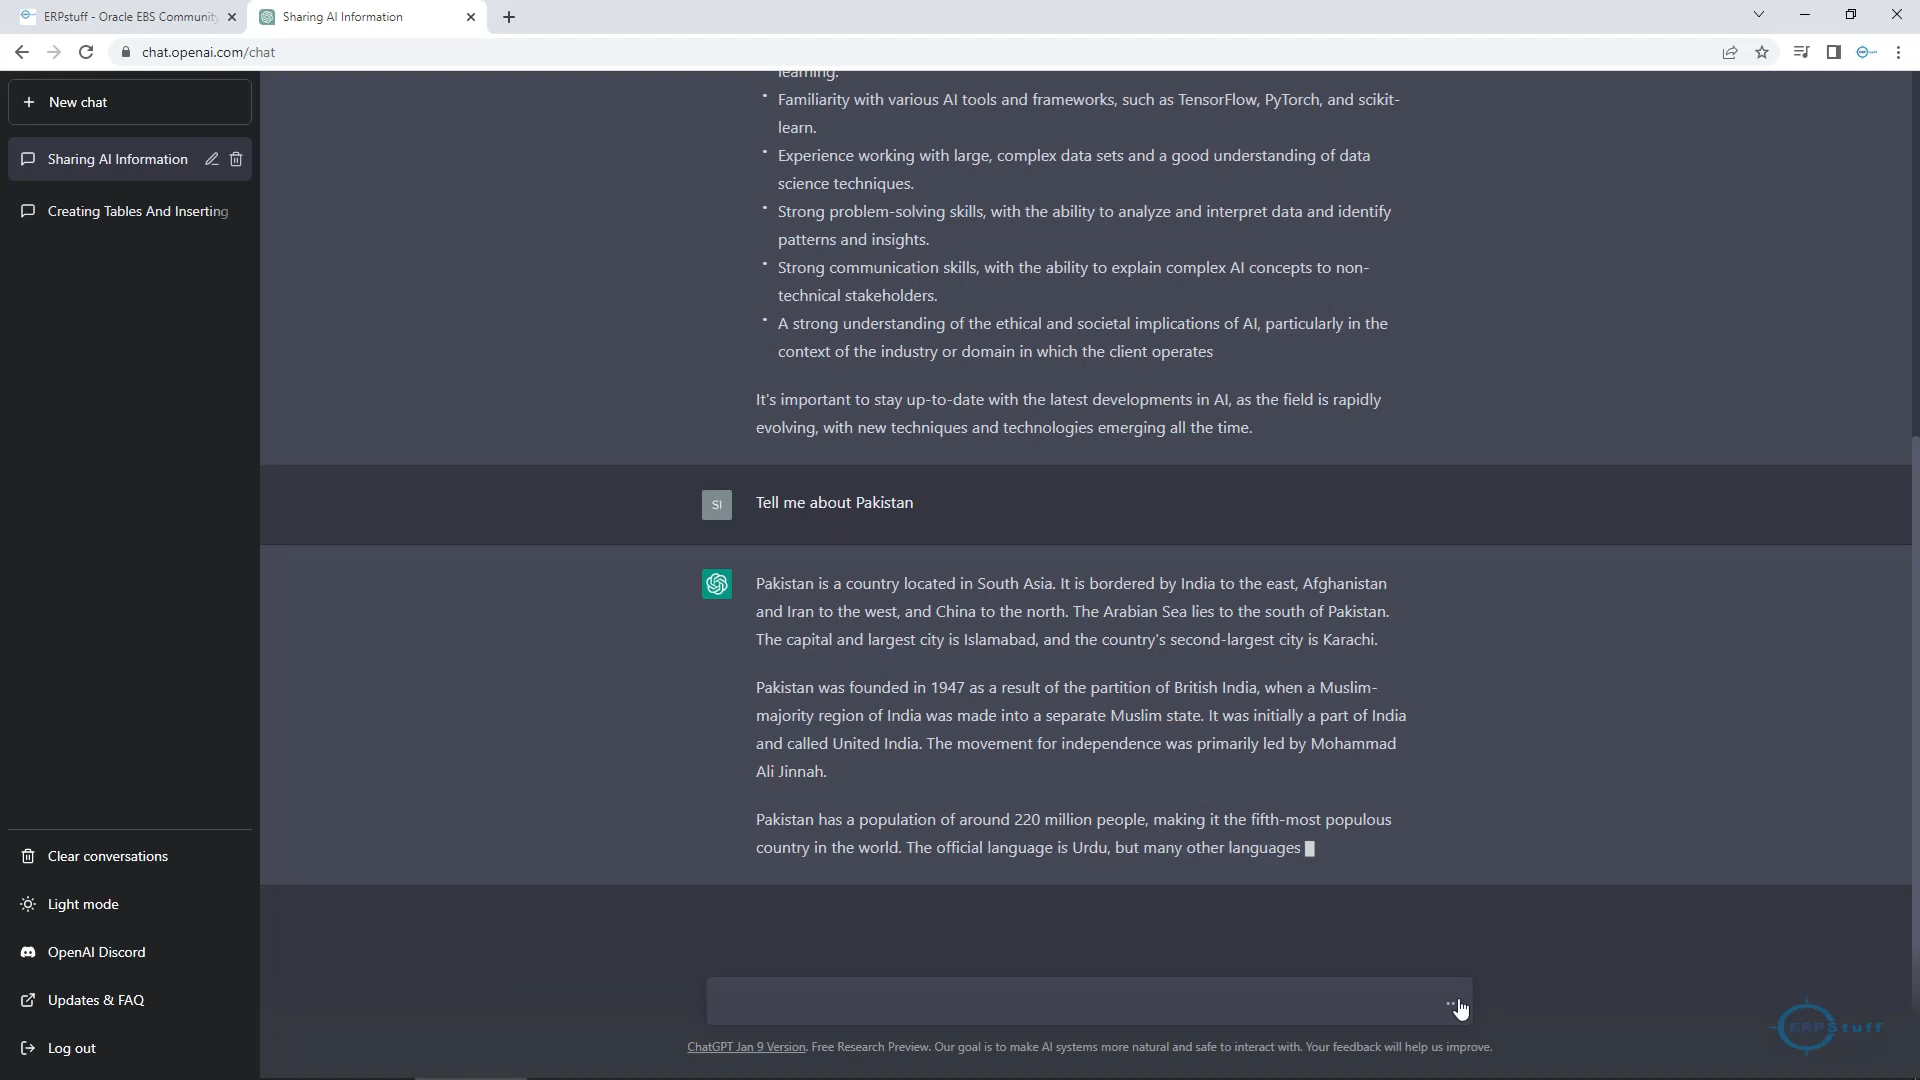 ERPstuff - Oracle EBS Community
Sharing AI Information
chat.openai.com/chat
New chat
Sharing AI Information
Creating Tables And Inserting
learning.
• Familiarity with various AI tools and frameworks, such as TensorFlow, PyTorch, and scikit-
learn.
• Experience working with large, complex data sets and a good understanding of data
science techniques.
• Strong problem-solving skills, with the ability to analyze and interpret data and identify
patterns and insights.
• Strong communication skills, with the ability to explain complex AI concepts to non-
technical stakeholders.
• A strong understanding of the ethical and societal implications of AI, particularly in the
context of the industry or domain in which the client operates
It's important to stay up-to-date with the latest developments in AI, as the field is rapidly
evolving, with new techniques and technologies emerging all the time.
SI
Tell me about Pakistan
Pakistan is a country located in South Asia. It is bordered by India to the east, Afghanistan
and Iran to the west, and China to the north. The Arabian Sea lies to the south of Pakistan.
The capital and largest city is Islamabad, and the country's second-largest city is Karachi.
Pakistan was founded in 1947 as a result of the partition of British India, when a Muslim-
majority region of India was made into a separate Muslim state. It was initially a part of India
and called United India. The movement for independence was primarily led by Mohammad
Ali Jinnah.
Pakistan has a population of around 220 million people, making it the fifth-most populous
country in the world. The official language is Urdu, but many other languages
Clear conversations
Light mode
OpenAI Discord
Updates & FAQ
Log out
ChatGPT Jan 9 Version. Free Research Preview. Our goal is to make AI systems more natural and safe to interact with. Your feedback will help us improve.
ERPStuff